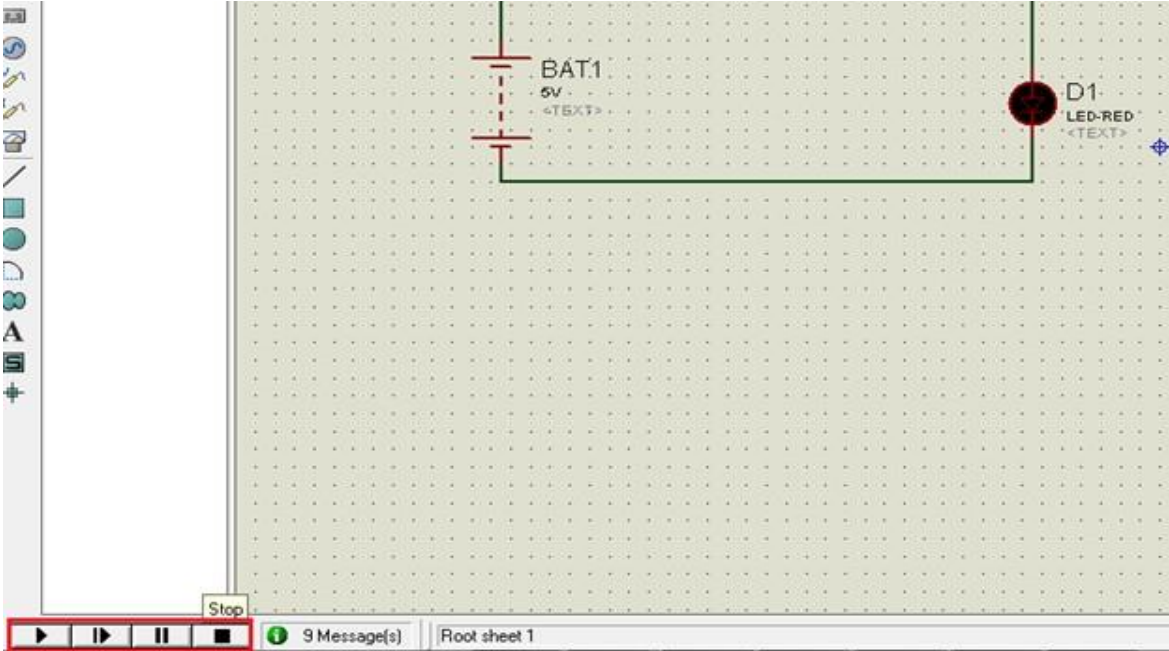 BAT1
5V
<TEXT>
D1
LED-RED
<TEXT>
A
S
Stop
9 Message(s)
Root sheet 1